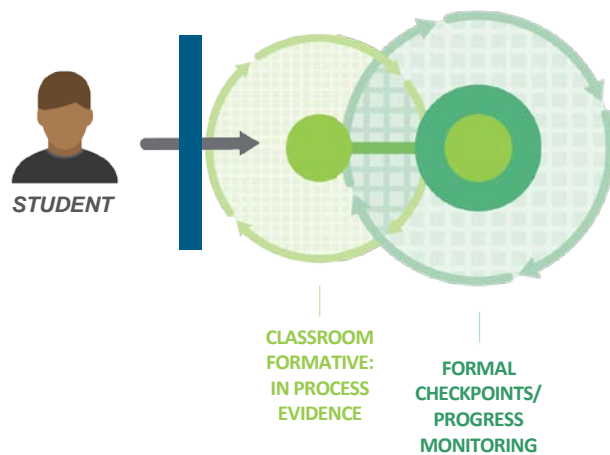 STUDENT
CLASSROOM
FORMATIVE:
IN PROCESS
EVIDENCE
FORMAL
CHECKPOINTS/
PROGRESS
MONITORING